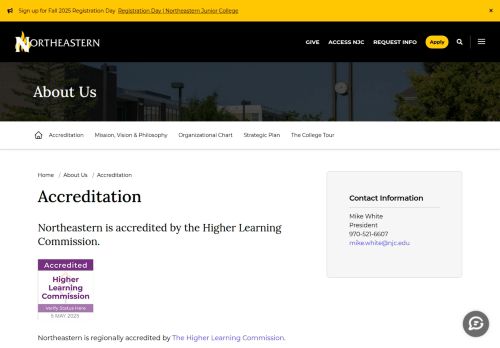 Sign up for Fall 2025 Registration Day Registration Day | Northeastern Junior College ×
NORTHEASTERN
GIVE ACCESS NJC REQUEST INFO Apply
About Us
Accreditation Mission, Vision & Philosophy Organizational Chart Strategic Plan The College Tour
Home / About Us / Accreditation
Accreditation
Northeastern is accredited by the Higher Learning
Commission.
Accredited
Higher
Learning
Commission
Verify Status Here
5 MAY 2025
Northeastern is regionally accredited by The Higher Learning Commission.
Contact Information
Mike White
President
970-521-6607
mike.white@njc.edu